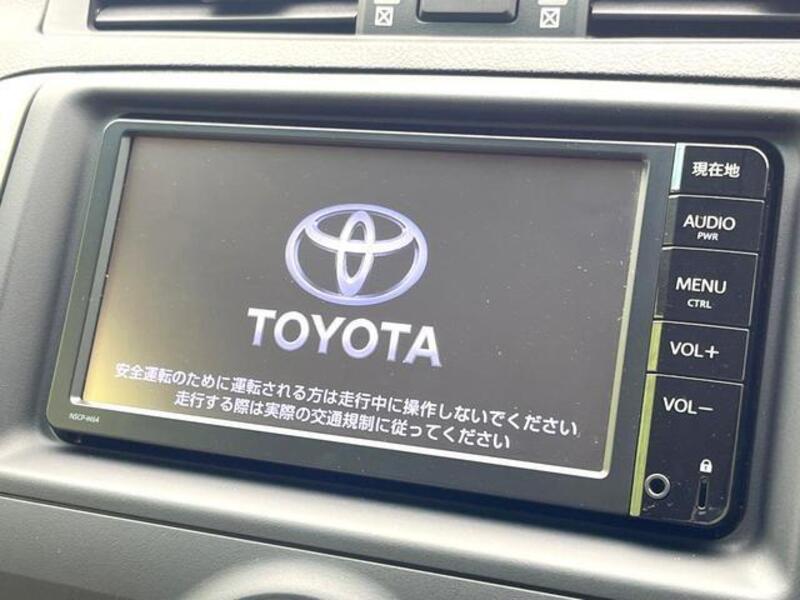 TOYOTA
安全運転のために運転される方は走行中に操作しないでください
走行する際は実際の交通規制に従ってください
NSCP-W64
現在地
AUDIO
PWR
MENU
CTRL
VOL+
VOL−